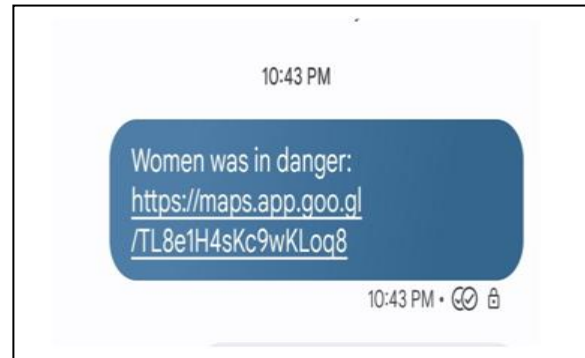 10:43 PM
Women was in danger:
https://maps.app.goo.gl
/TL8e1H4sKc9wKLoq8
10:43 PM •